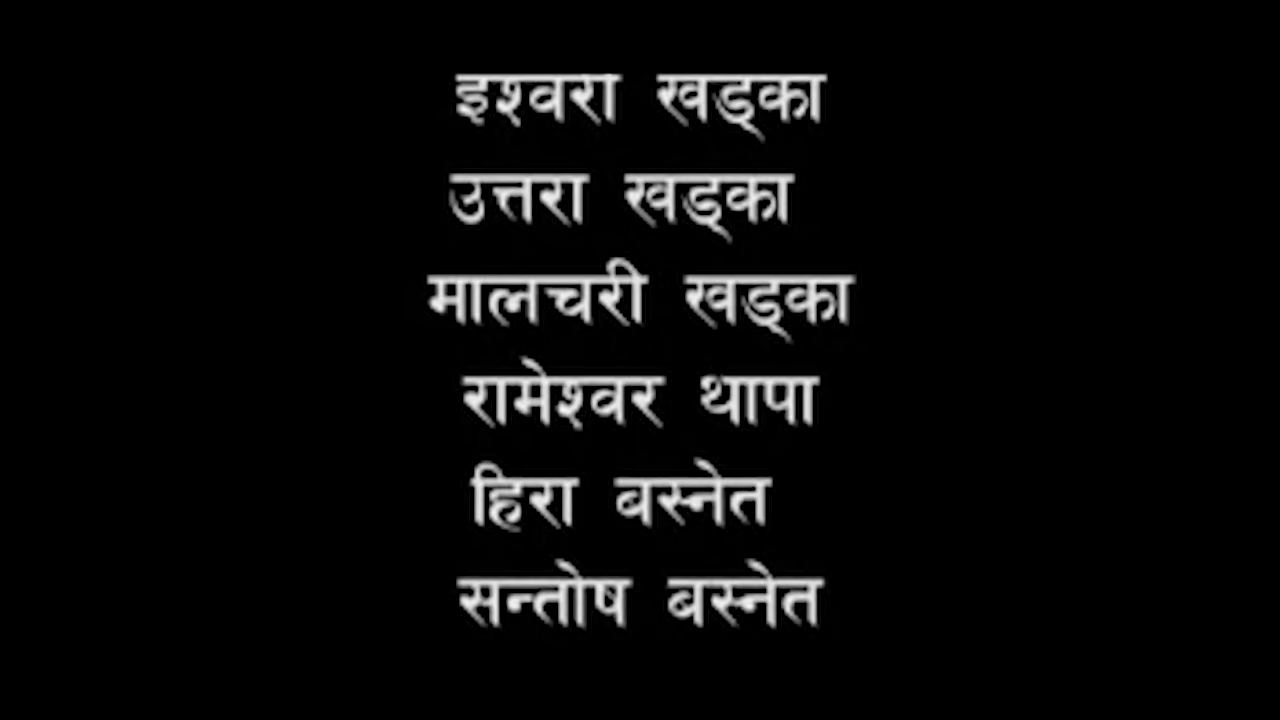 इश्वरी खड्का
उत्तरा खड्का
मालचरी खड्का
रामेश्वर थापा
हिरा बस्नेत
सन्तोष बस्नेत